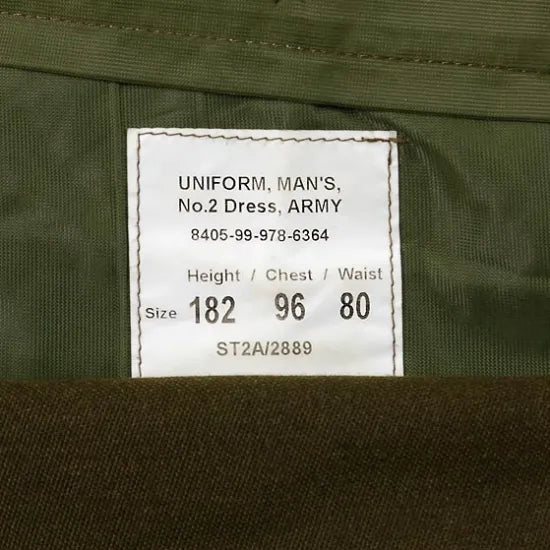 UNIFORM, MAN'S,
No.2 Dress, ARMY
8405-99-978-6364
Height / Chest / Waist
Size 182 96 80
ST2A/2889